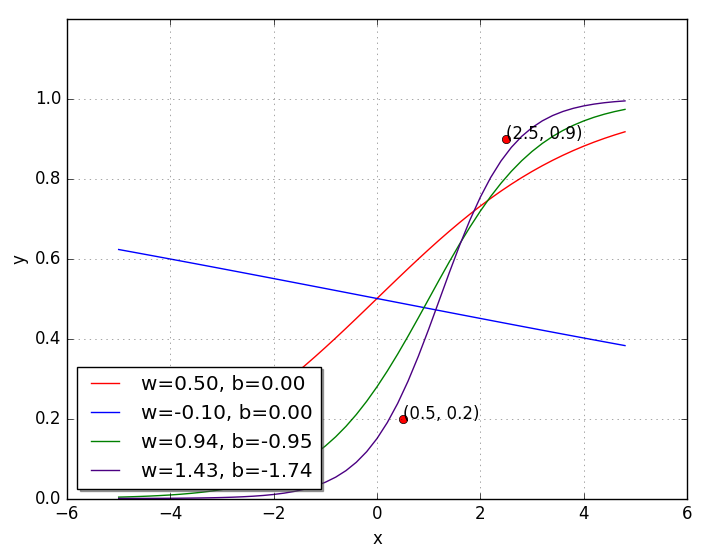 1.0
0.8
0.6
0.4
0.2
0.0
y
(2.5, 0.9)
(0.5, 0.2)
w=0.50, b=0.00
w=-0.10, b=0.00
w=0.94, b=-0.95
w=1.43, b=-1.74
−6 −4 −2 0 2 4 6
x